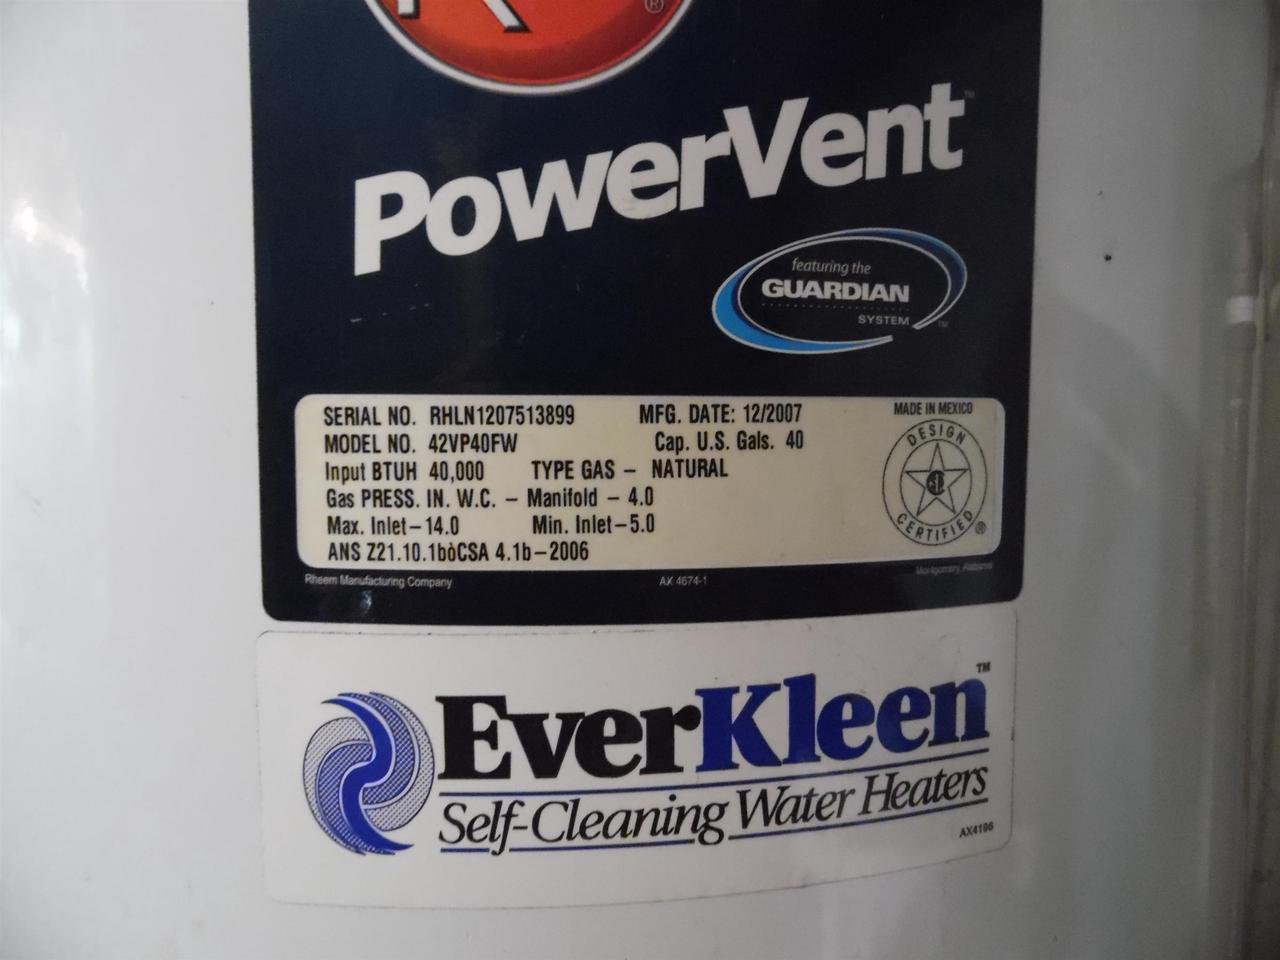 R ®
PowerVent™
featuring the
GUARDIAN
SYSTEM™
SERIAL NO. RHLN1207513899 MFG. DATE: 12/2007
MODEL NO. 42VP40FW Cap. U.S. Gals. 40
Input BTUH 40,000 TYPE GAS – NATURAL
Gas PRESS. IN. W.C. – Manifold – 4.0
Max. Inlet–14.0 Min. Inlet–5.0
ANS Z21.10.1bòCSA 4.1b–2006
MADE IN MEXICO
DESIGN
CERTIFIED®
Rheem Manufacturing Company AX 4674-1 Montgomery, Alabama
EverKleen™
Self-Cleaning Water Heaters
AX4196